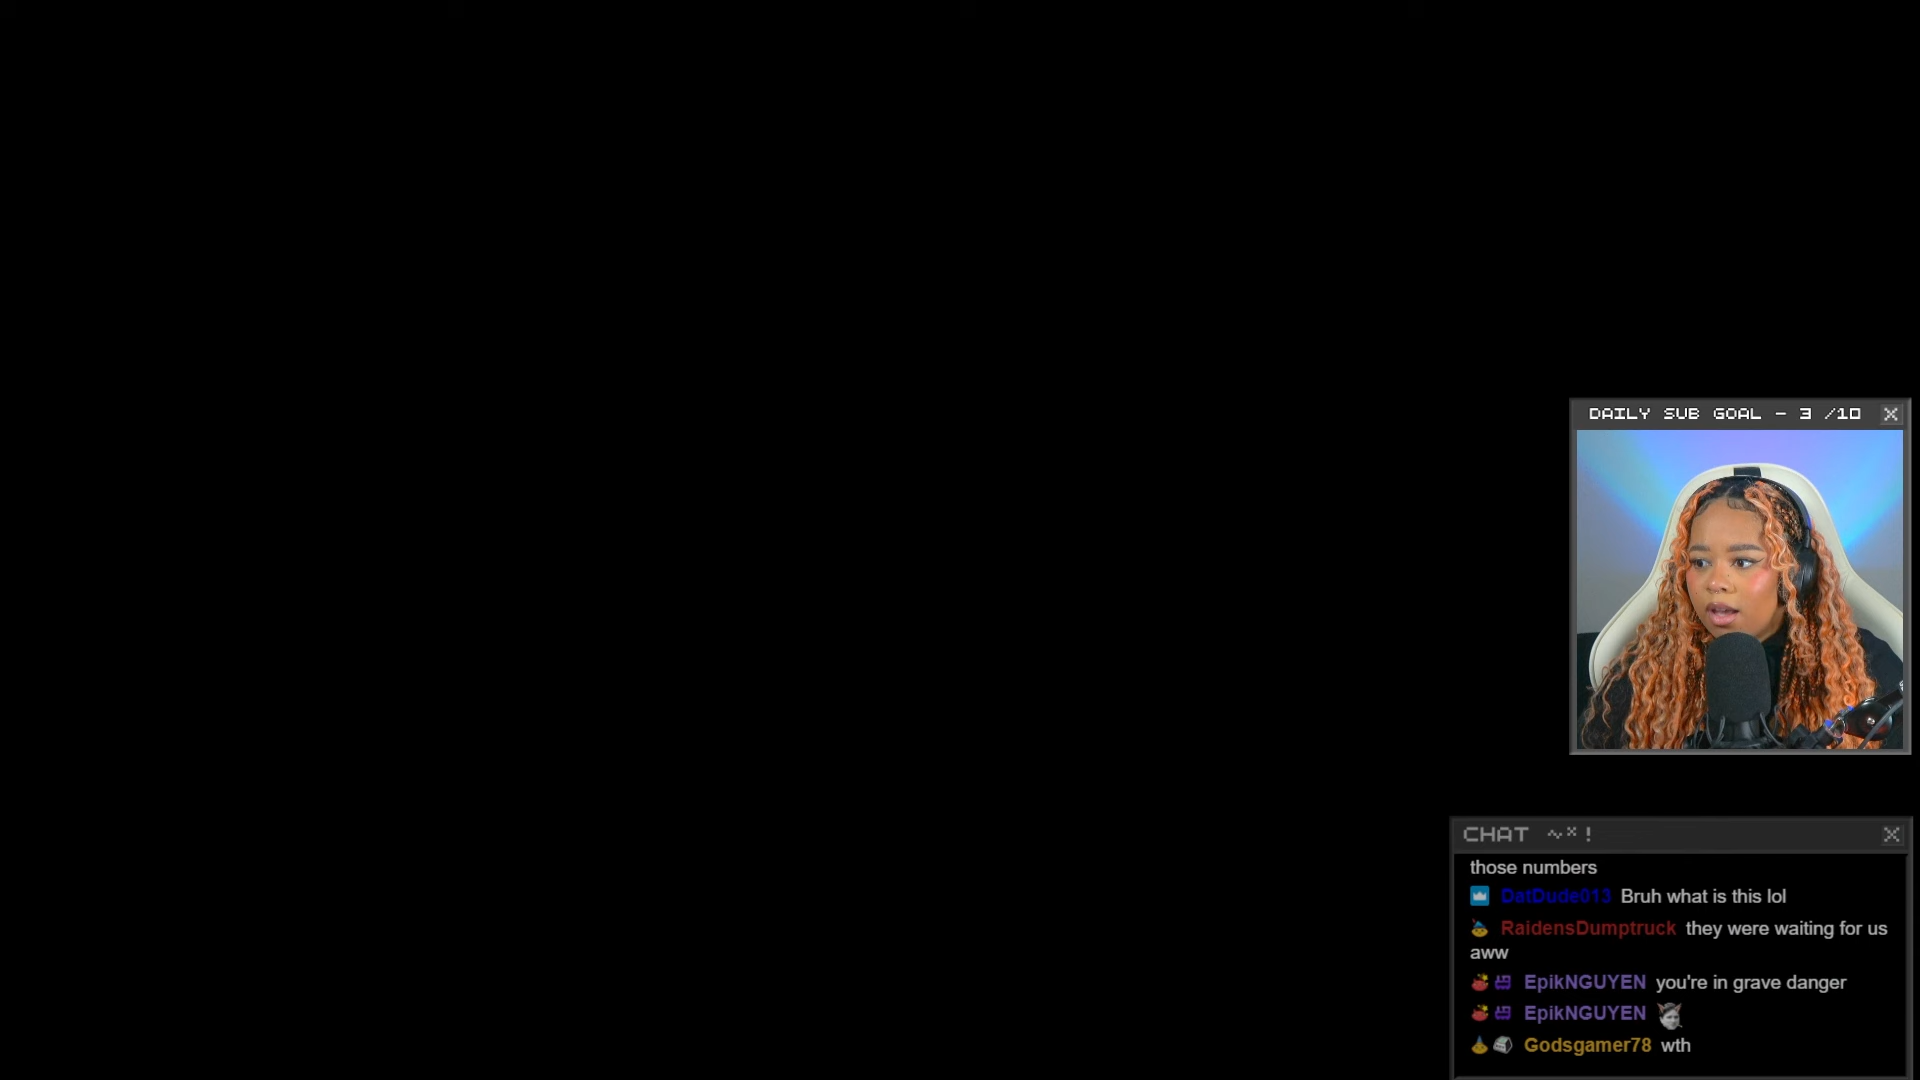 DAILY SUB GOAL - 3 /10
CHAT ~× !
those numbers
DatDude013 Bruh what is this lol
RaidensDumptruck they were waiting for us
aww
EpikNGUYEN you're in grave danger
EpikNGUYEN
Godsgamer78 wth